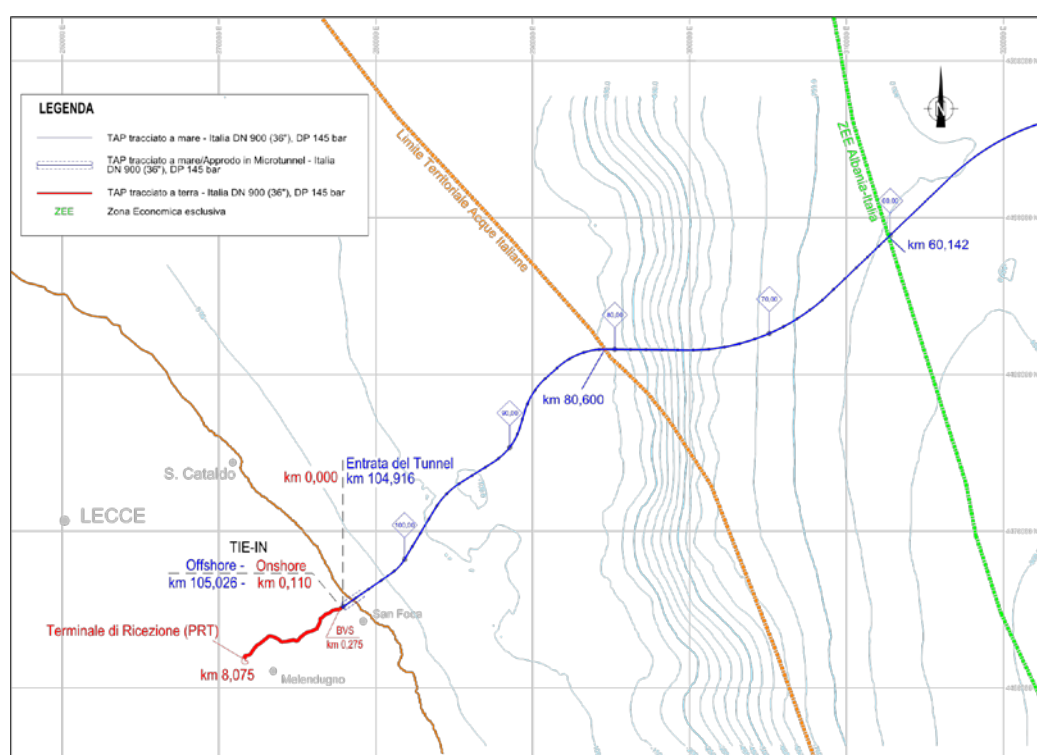 LEGENDA
TAP tracciato a mare - Italia DN 900 (36"), DP 145 bar
TAP tracciato a mare/Approdo in Microtunnel - Italia
DN 900 (36"), DP 145 bar
TAP tracciato a terra - Italia DN 900 (36"), DP 145 bar
ZEE Zona Economica esclusiva
N
Limite Territoriale Acque Italiane
ZEE Albania-Italia
60,00
km 60,142
70,00
80,00
km 80,600
90,00
Entrata del Tunnel
km 0,000 km 104,916
S. Cataldo
LECCE
100,00
TIE-IN
Offshore - Onshore
km 105,026 - km 0,110
San Foca
BVS
km 0,275
Terminale di Ricezione (PRT)
km 8,075
Melendugno